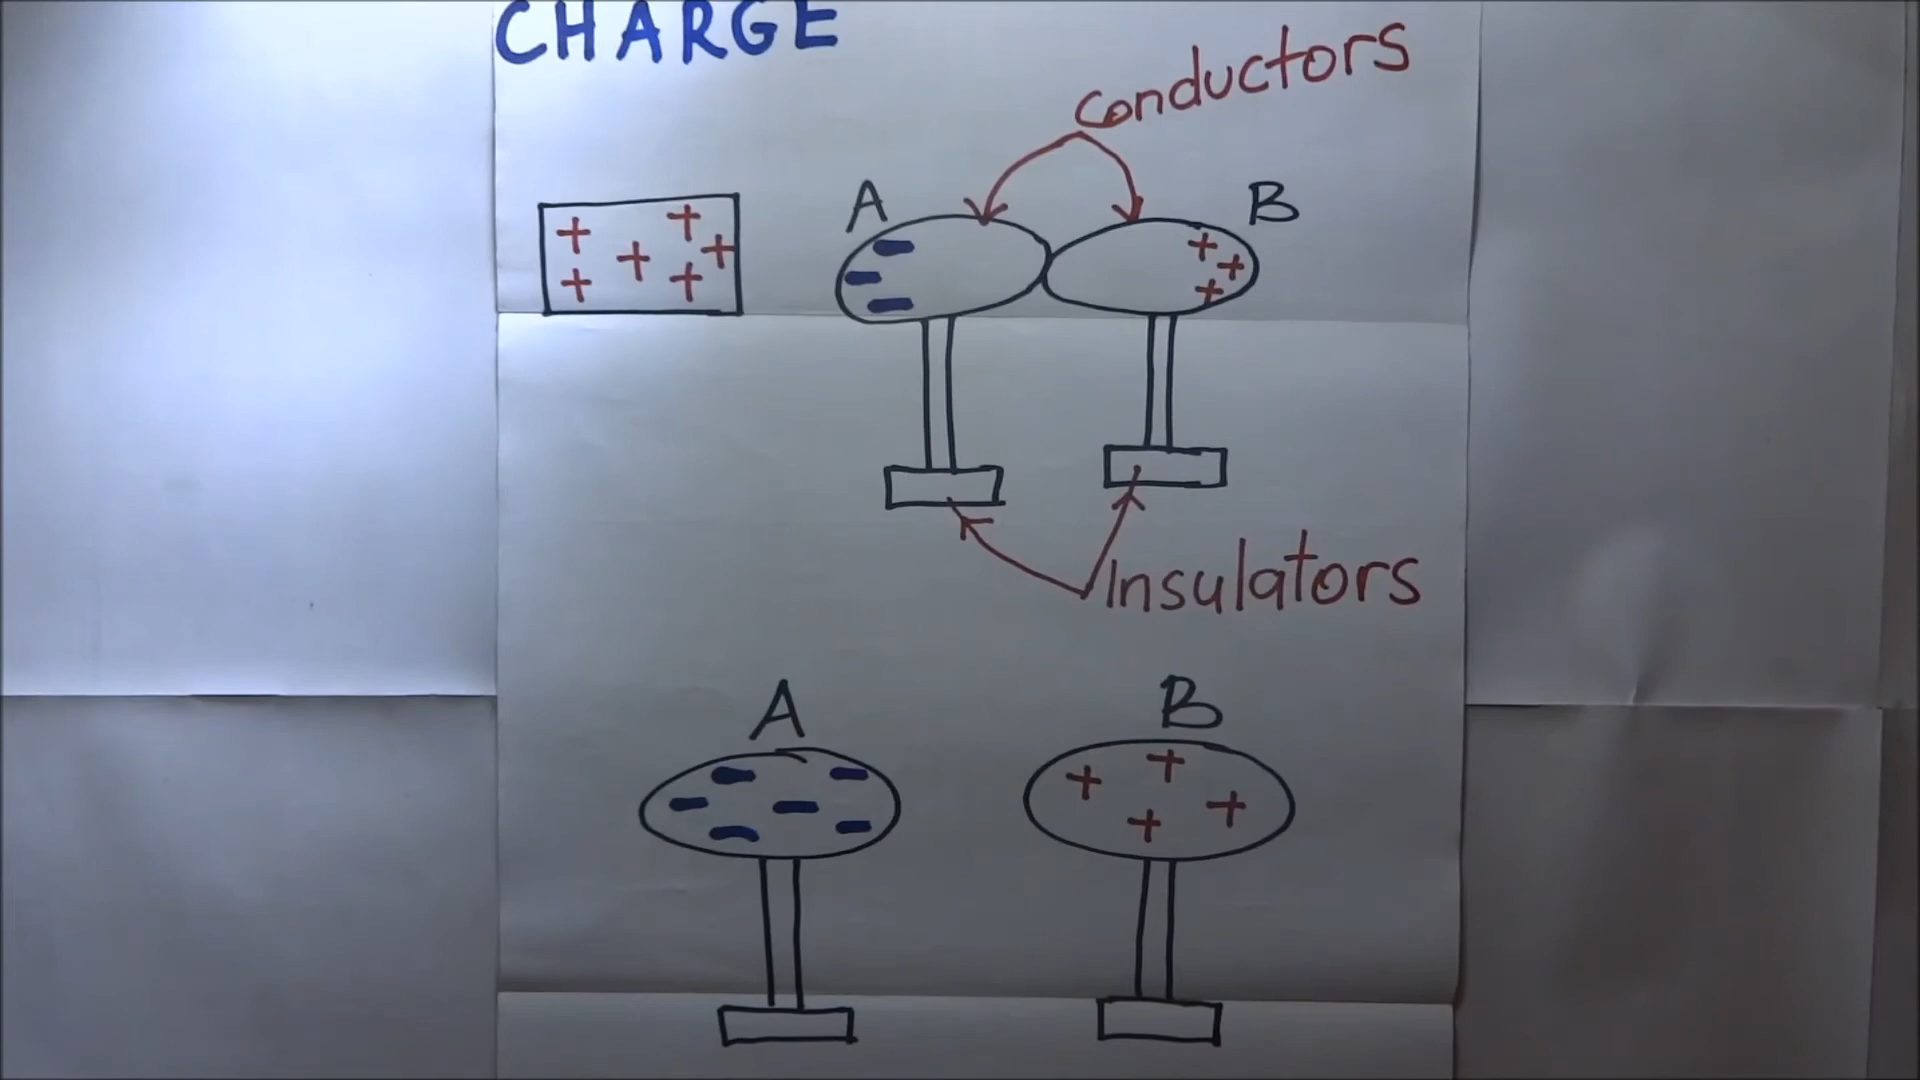 CHARGE
Conductors
A B
+ + + + + + +
- - -
+ + +
Insulators
A B
- - - - - -
+ + + +